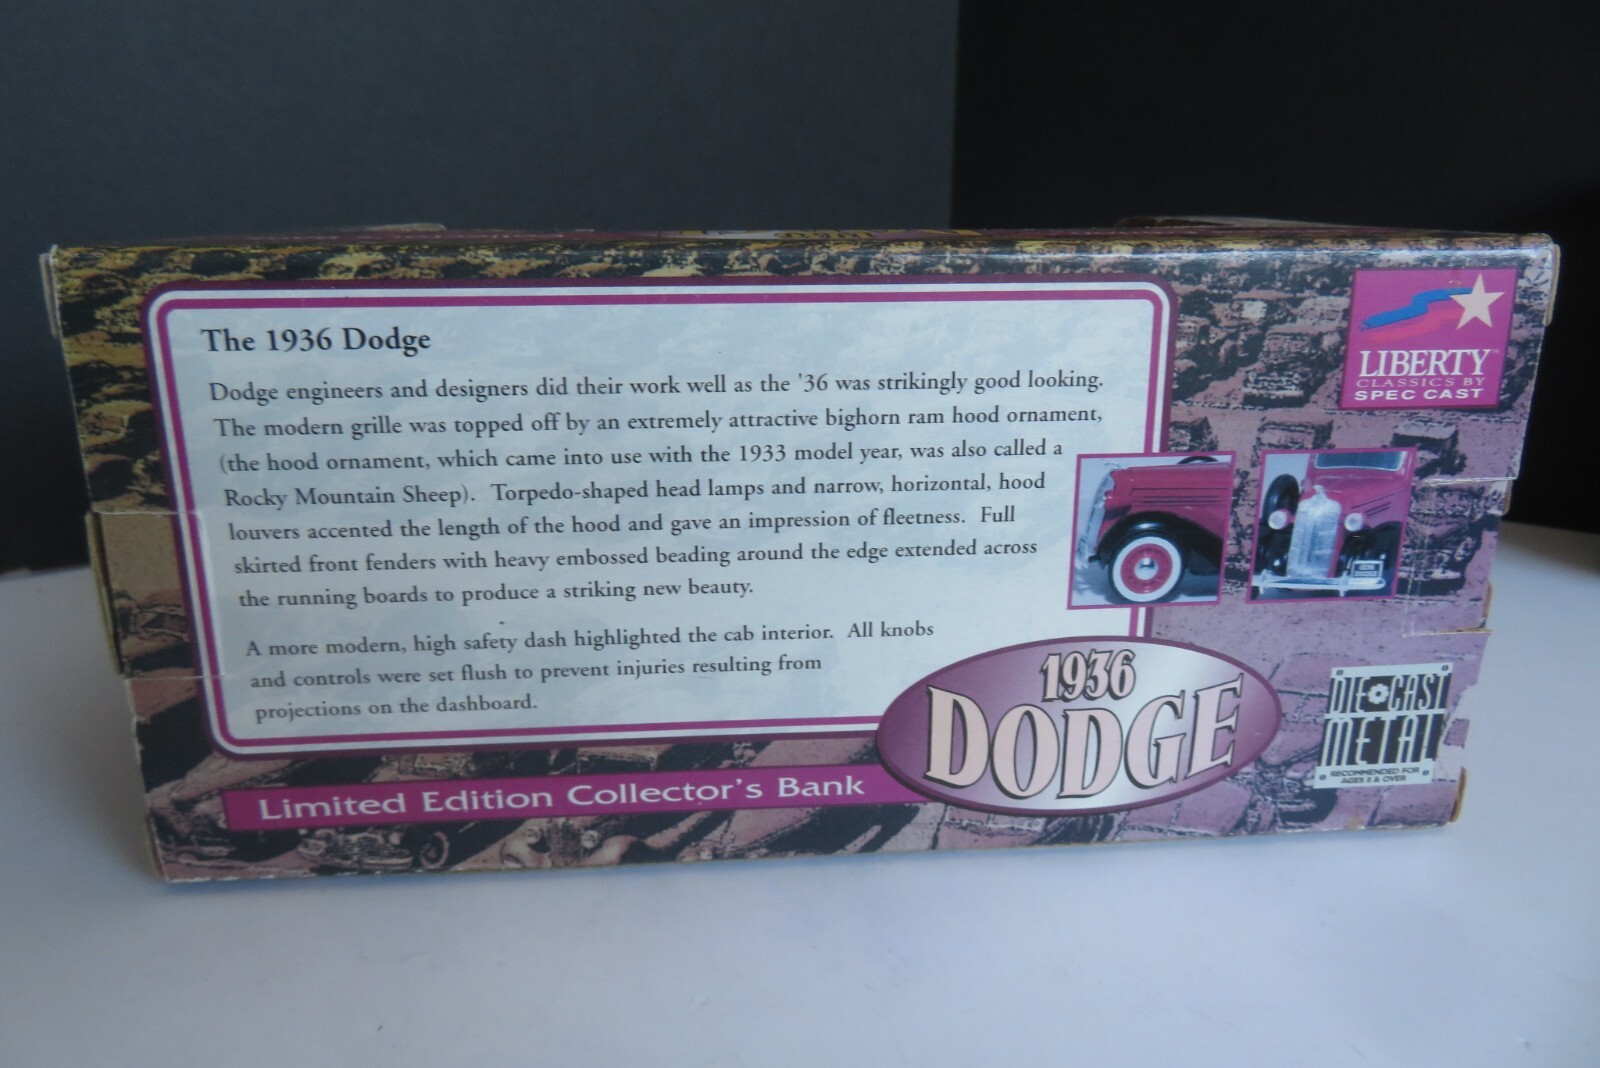 The 1936 Dodge
Dodge engineers and designers did their work well as the '36 was strikingly good looking.
The modern grille was topped off by an extremely attractive bighorn ram hood ornament,
(the hood ornament, which came into use with the 1933 model year, was also called a
Rocky Mountain Sheep). Torpedo-shaped head lamps and narrow, horizontal, hood
louvers accented the length of the hood and gave an impression of fleetness. Full
skirted front fenders with heavy embossed beading around the edge extended across
the running boards to produce a striking new beauty.
A more modern, high safety dash highlighted the cab interior. All knobs
and controls were set flush to prevent injuries resulting from
projections on the dashboard.
Limited Edition Collector's Bank
1936
DODGE
LIBERTY™
CLASSICS BY
SPEC CAST
DIE CAST
METAL
RECOMMENDED FOR
AGES 8 & OVER